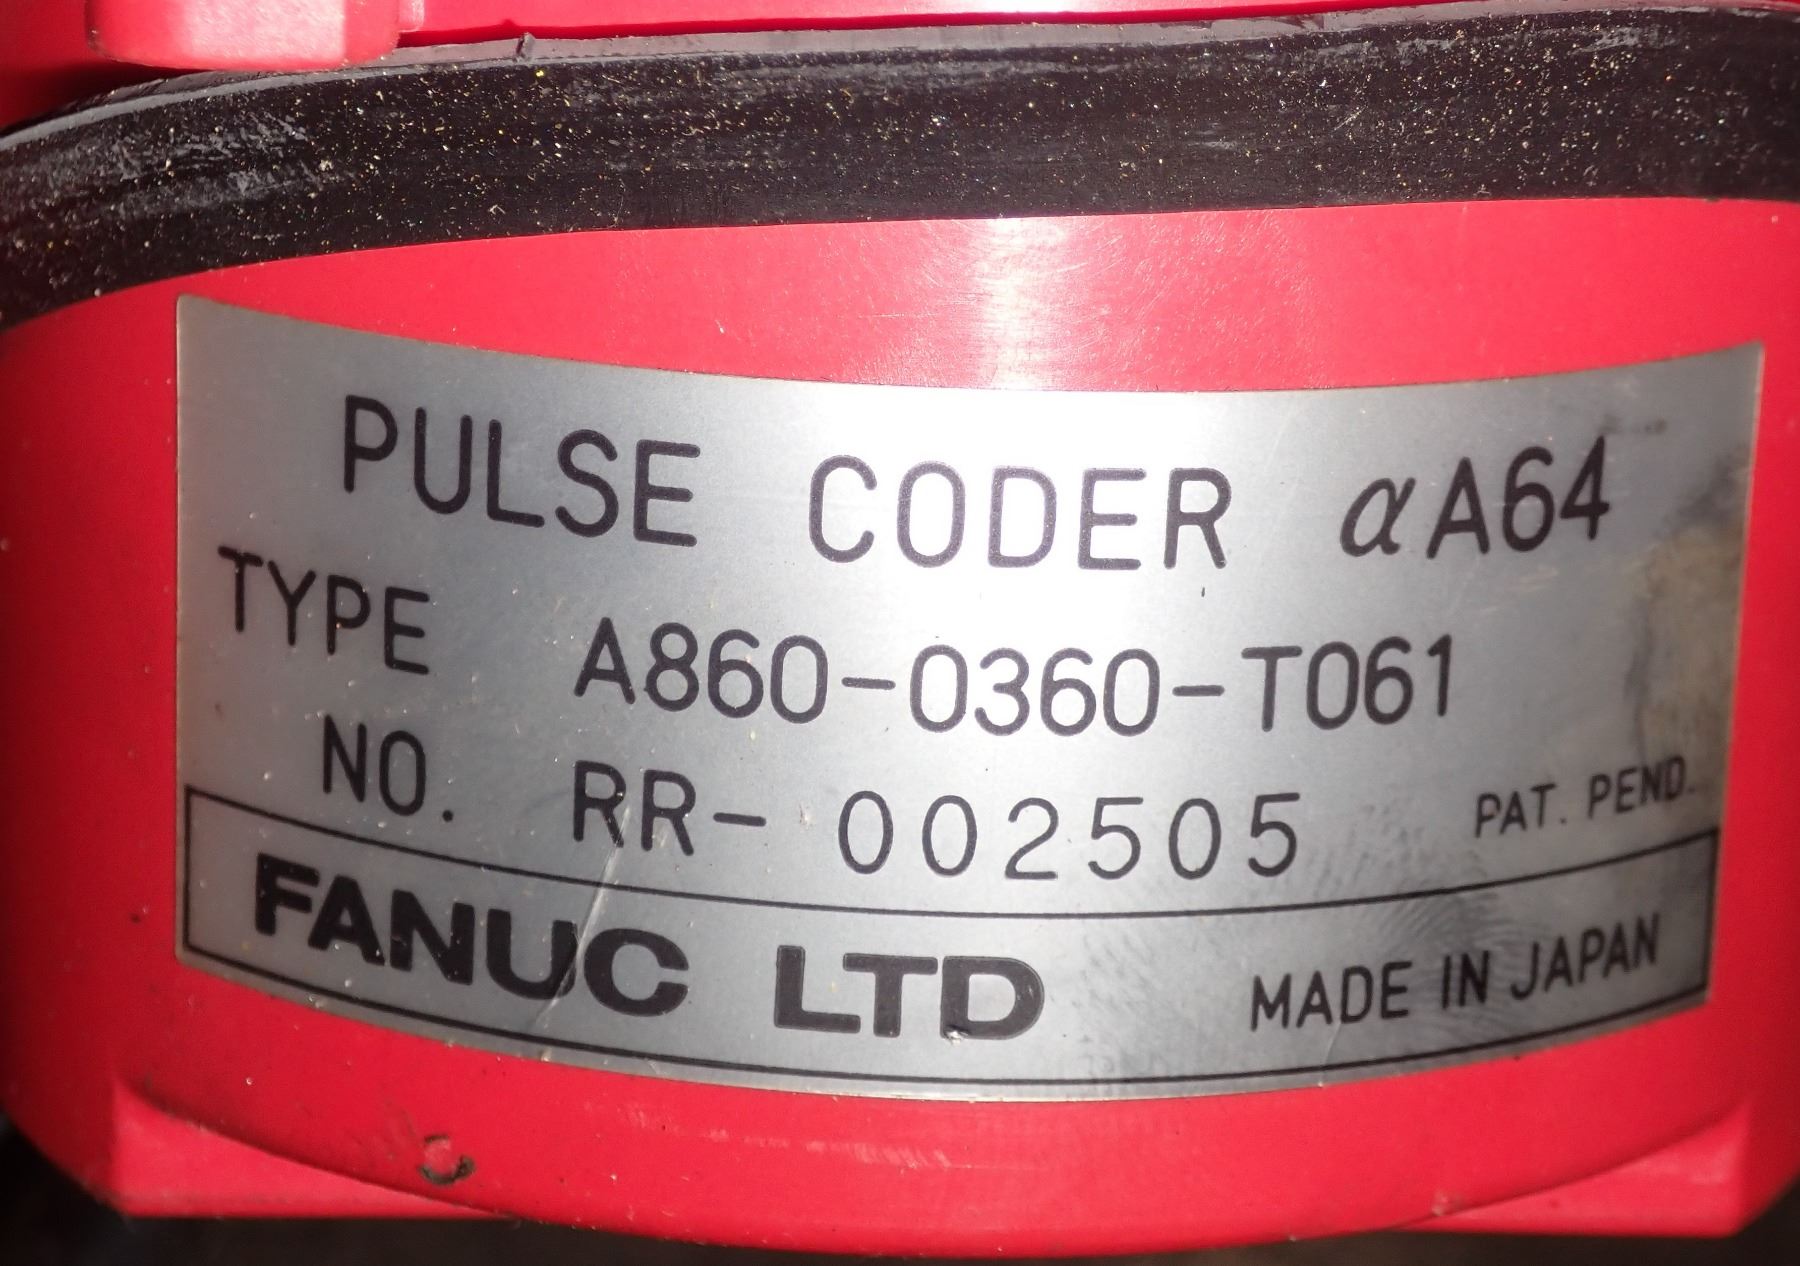 PULSE CODER αA64
TYPE A860-0360-T061
NO. RR- 002505 PAT. PEND.
FANUC LTD MADE IN JAPAN